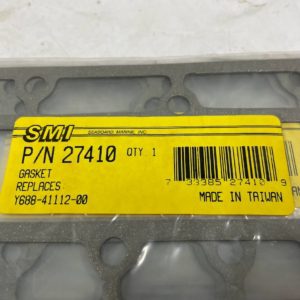 SMI
SEABOARD MARINE, INC.
P/N 27410 QTY 1
GASKET
REPLACES:
Y688-41112-00
7 33385 27410 9
MADE IN TAIWAN